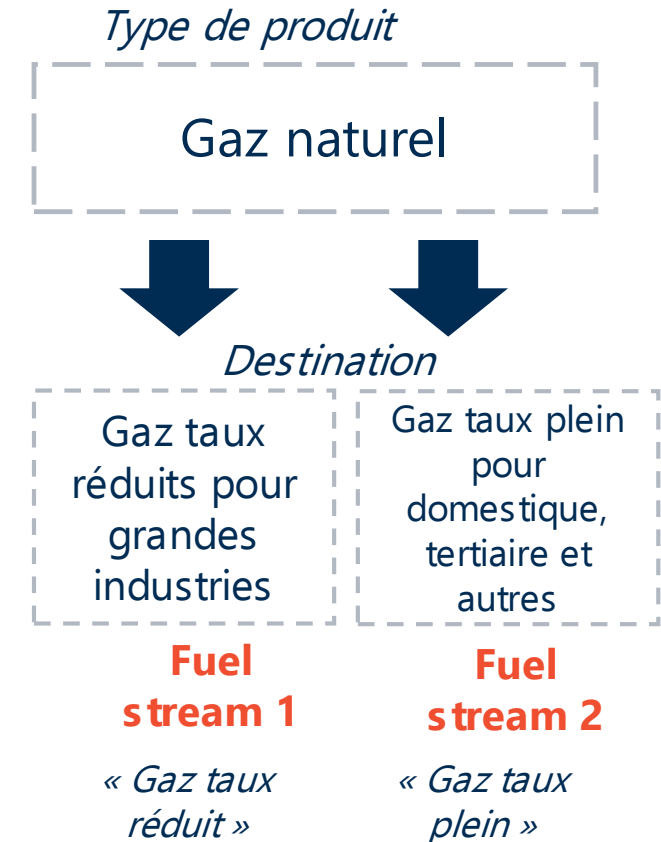 Type de produit
Gaz naturel
Destination
Gaz taux
réduits pour
grandes
industries
Gaz taux plein
pour
domestique,
tertiaire et
autres
Fuel
stream 1
Fuel
stream 2
« Gaz taux
réduit »
« Gaz taux
plein »